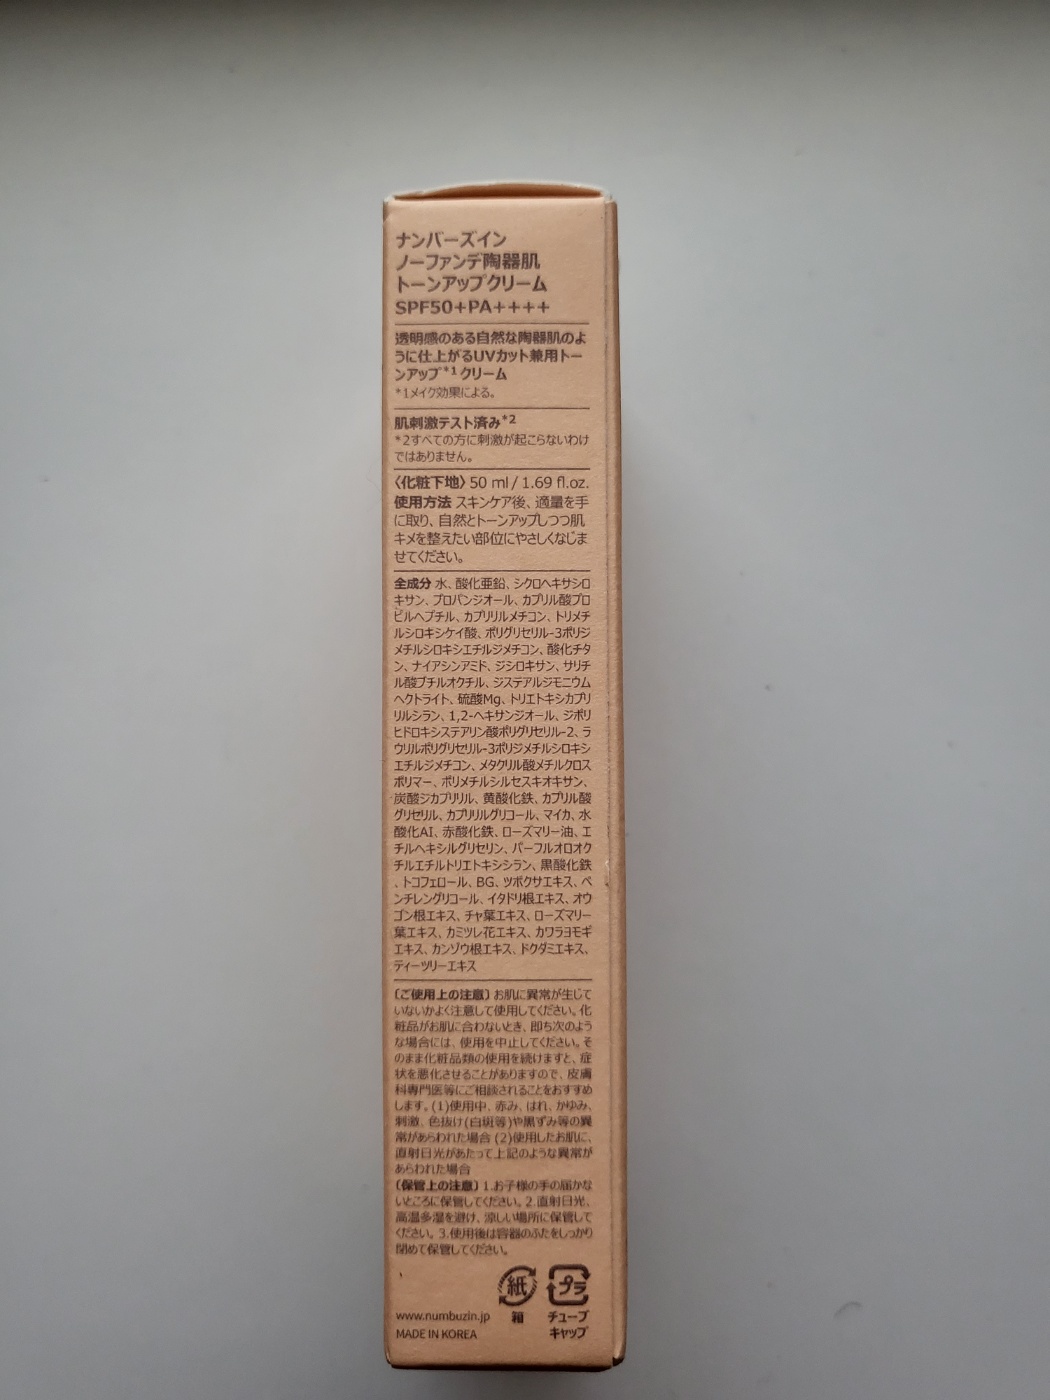 ナンバーズイン
ノーファンデ陶器肌
トーンアップクリーム
SPF50+PA++++
透明感のある自然な陶器肌のよ
うに仕上がるUVカット兼用トー
ンアップ*1クリーム
*1メイク効果による。
肌刺激テスト済み*2
*2すべての方に刺激が起こらないわけ
ではありません。
〈化粧下地〉50 ml / 1.69 fl.oz.
使用方法 スキンケア後、適量を手
に取り、自然とトーンアップしつつ肌
キメを整えたい部位にやさしくなじま
せてください。
全成分 水、酸化亜鉛、シクロヘキサシロ
キサン、プロパンジオール、カプリル酸プロ
ピルヘプチル、カプリリルメチコン、トリメチ
ルシロキシケイ酸、ポリグリセリル-3ポリジ
メチルシロキシエチルジメチコン、酸化チタ
ン、ナイアシンアミド、ジシロキサン、サリチ
ル酸ブチルオクチル、ジステアルジモニウム
ヘクトライト、硫酸Mg、トリエトキシカプリ
リルシラン、1,2-ヘキサンジオール、ジポリ
ヒドロキシステアリン酸ポリグリセリル-2、ラ
ウリルポリグリセリル-3ポリジメチルシロキシ
エチルジメチコン、メタクリル酸メチルクロス
ポリマー、ポリメチルシルセスキオキサン、
炭酸ジカプリリル、黄酸化鉄、カプリル酸
グリセリル、カプリリルグリコール、マイカ、水
酸化AI、赤酸化鉄、ローズマリー油、エ
チルヘキシルグリセリン、パーフルオロオク
チルエチルトリエトキシシラン、黒酸化鉄
、トコフェロール、BG、ツボクサエキス、ペ
ンチレングリコール、イタドリ根エキス、オウ
ゴン根エキス、チャ葉エキス、ローズマリー
葉エキス、カミツレ花エキス、カワラヨモギ
エキス、カンゾウ根エキス、ドクダミエキス、
ティーツリーエキス
〔ご使用上の注意〕お肌に異常が生じて
いないかよく注意して使用してください。化
粧品がお肌に合わないとき、即ち次のよう
な場合には、使用を中止してください。そ
のまま化粧品類の使用を続けますと、症
状を悪化させることがありますので、皮膚
科専門医等にご相談されることをおすすめ
します。(1)使用中、赤み、はれ、かゆみ、
刺激、色抜け(白斑等)や黒ずみ等の異
常があらわれた場合 (2)使用したお肌に、
直射日光があたって上記のような異常が
あらわれた場合
〔保管上の注意〕1.お子様の手の届かな
いところに保管してください。2.直射日光、
高温多湿を避け、涼しい場所に保管して
ください。3.使用後は容器のふたをしっかり
閉めて保管してください。
紙 プラ
www.numbuzin.jp 箱 チューブ
MADE IN KOREA キャップ